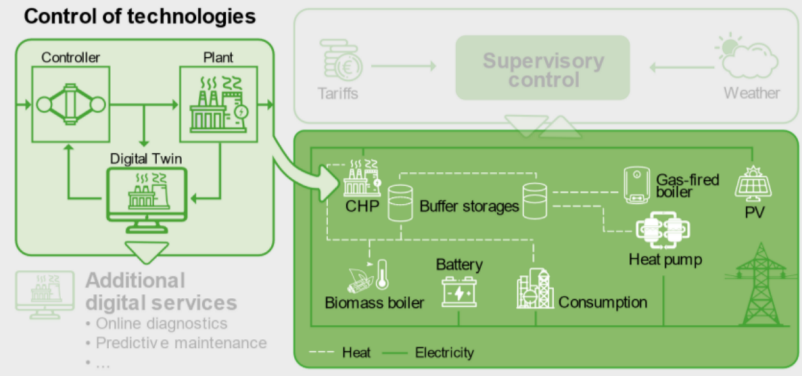 Control of technologies
Controller
Plant
Digital Twin
Additional
digital services
• Online diagnostics
• Predictive maintenance
• ...
Tariffs
Supervisory
control
Weather
CHP
Buffer storages
Gas-fired
boiler
PV
Heat pump
Biomass boiler
Battery
Consumption
Heat
Electricity